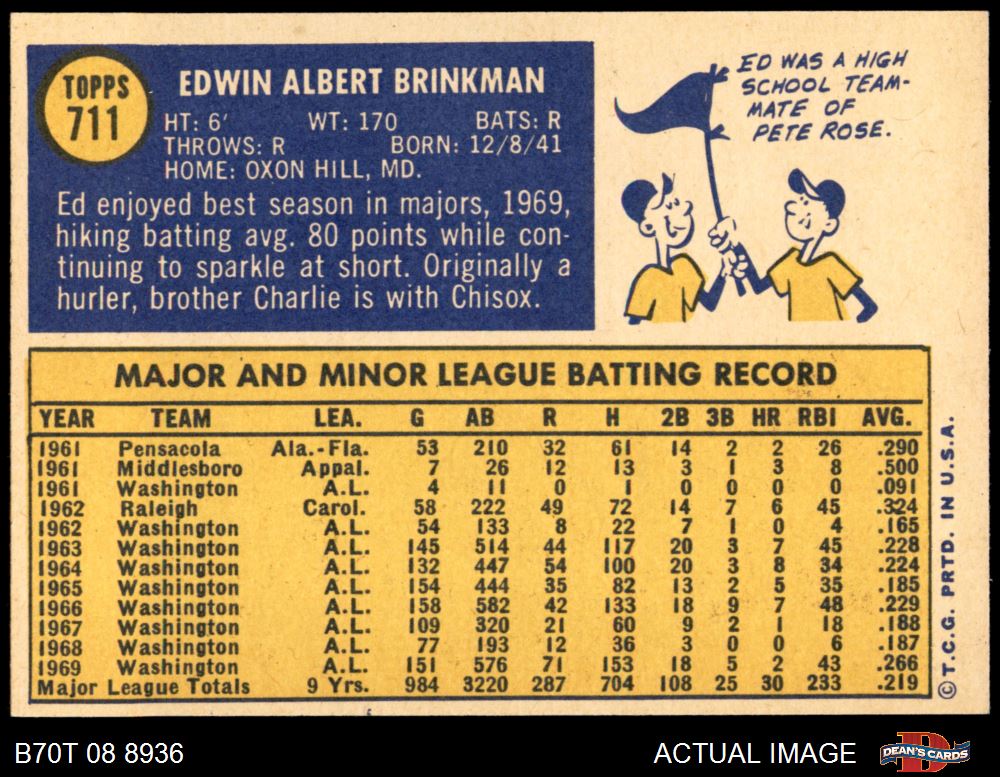 TOPPS
711
EDWIN ALBERT BRINKMAN
HT: 6' WT: 170 BATS: R
THROWS: R BORN: 12/8/41
HOME: OXON HILL, MD.
Ed enjoyed best season in majors, 1969,
hiking batting avg. 80 points while con-
tinuing to sparkle at short. Originally a
hurler, brother Charlie is with Chisox.
ED WAS A HIGH
SCHOOL TEAM-
MATE OF
PETE ROSE.
MAJOR AND MINOR LEAGUE BATTING RECORD
YEAR TEAM LEA. G AB R H 2B 3B HR RBI AVG.
1961 Pensacola Ala.-Fla. 53 210 32 61 14 2 2 26 .290
1961 Middlesboro Appal. 7 26 12 13 3 1 3 8 .500
1961 Washington A.L. 4 11 0 1 0 0 0 0 .091
1962 Raleigh Carol. 58 222 49 72 14 7 6 45 .324
1962 Washington A.L. 54 133 8 22 7 1 0 4 .165
1963 Washington A.L. 145 514 44 117 20 3 7 45 .228
1964 Washington A.L. 132 447 54 100 20 3 8 34 .224
1965 Washington A.L. 154 444 35 82 13 2 5 35 .185
1966 Washington A.L. 158 582 42 133 18 9 7 48 .229
1967 Washington A.L. 109 320 21 60 9 2 1 18 .188
1968 Washington A.L. 77 193 12 36 3 0 0 6 .187
1969 Washington A.L. 151 576 71 153 18 5 2 43 .266
Major League Totals 9 Yrs. 984 3220 287 704 108 25 30 233 .219
© T.C.G. PRTD. IN U.S.A.
B70T 08 8936
ACTUAL IMAGE
DEAN'S CARDS